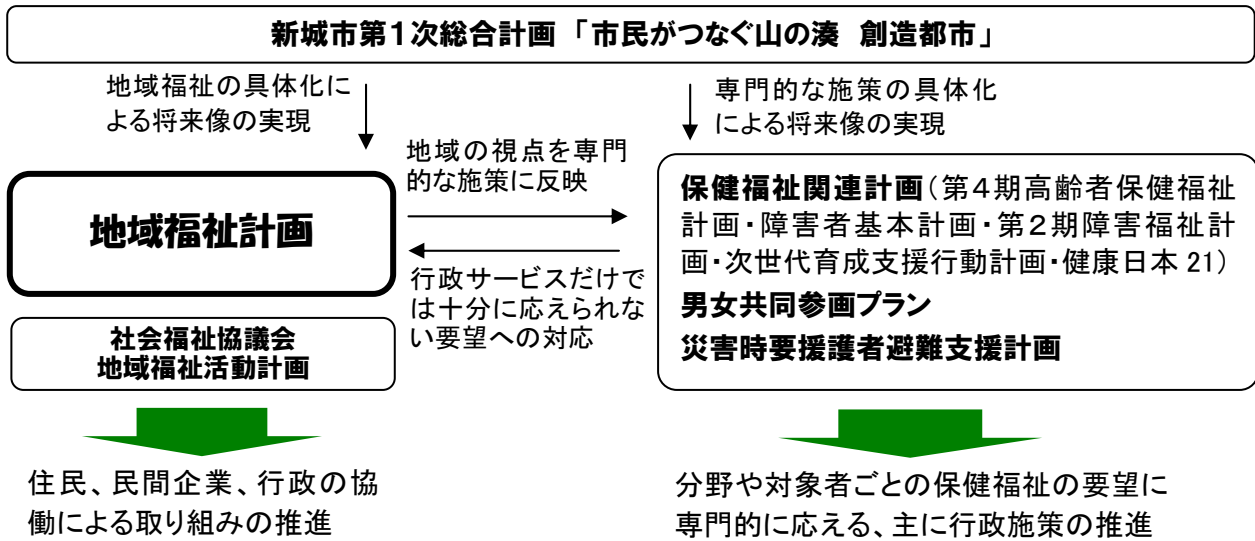 新城市第1次総合計画 「市民がつなぐ山の湊 創造都市」
地域福祉の具体化に
よる将来像の実現
専門的な施策の具体化
による将来像の実現
地域の視点を専門
的な施策に反映
地域福祉計画
行政サービスだけで
は十分に応えられな
い要望への対応
社会福祉協議会
地域福祉活動計画
保健福祉関連計画(第4期高齢者保健福祉
計画・障害者基本計画・第2期障害福祉計
画・次世代育成支援行動計画・健康日本 21)
男女共同参画プラン
災害時要援護者避難支援計画
住民、民間企業、行政の協
働による取り組みの推進
分野や対象者ごとの保健福祉の要望に
専門的に応える、主に行政施策の推進